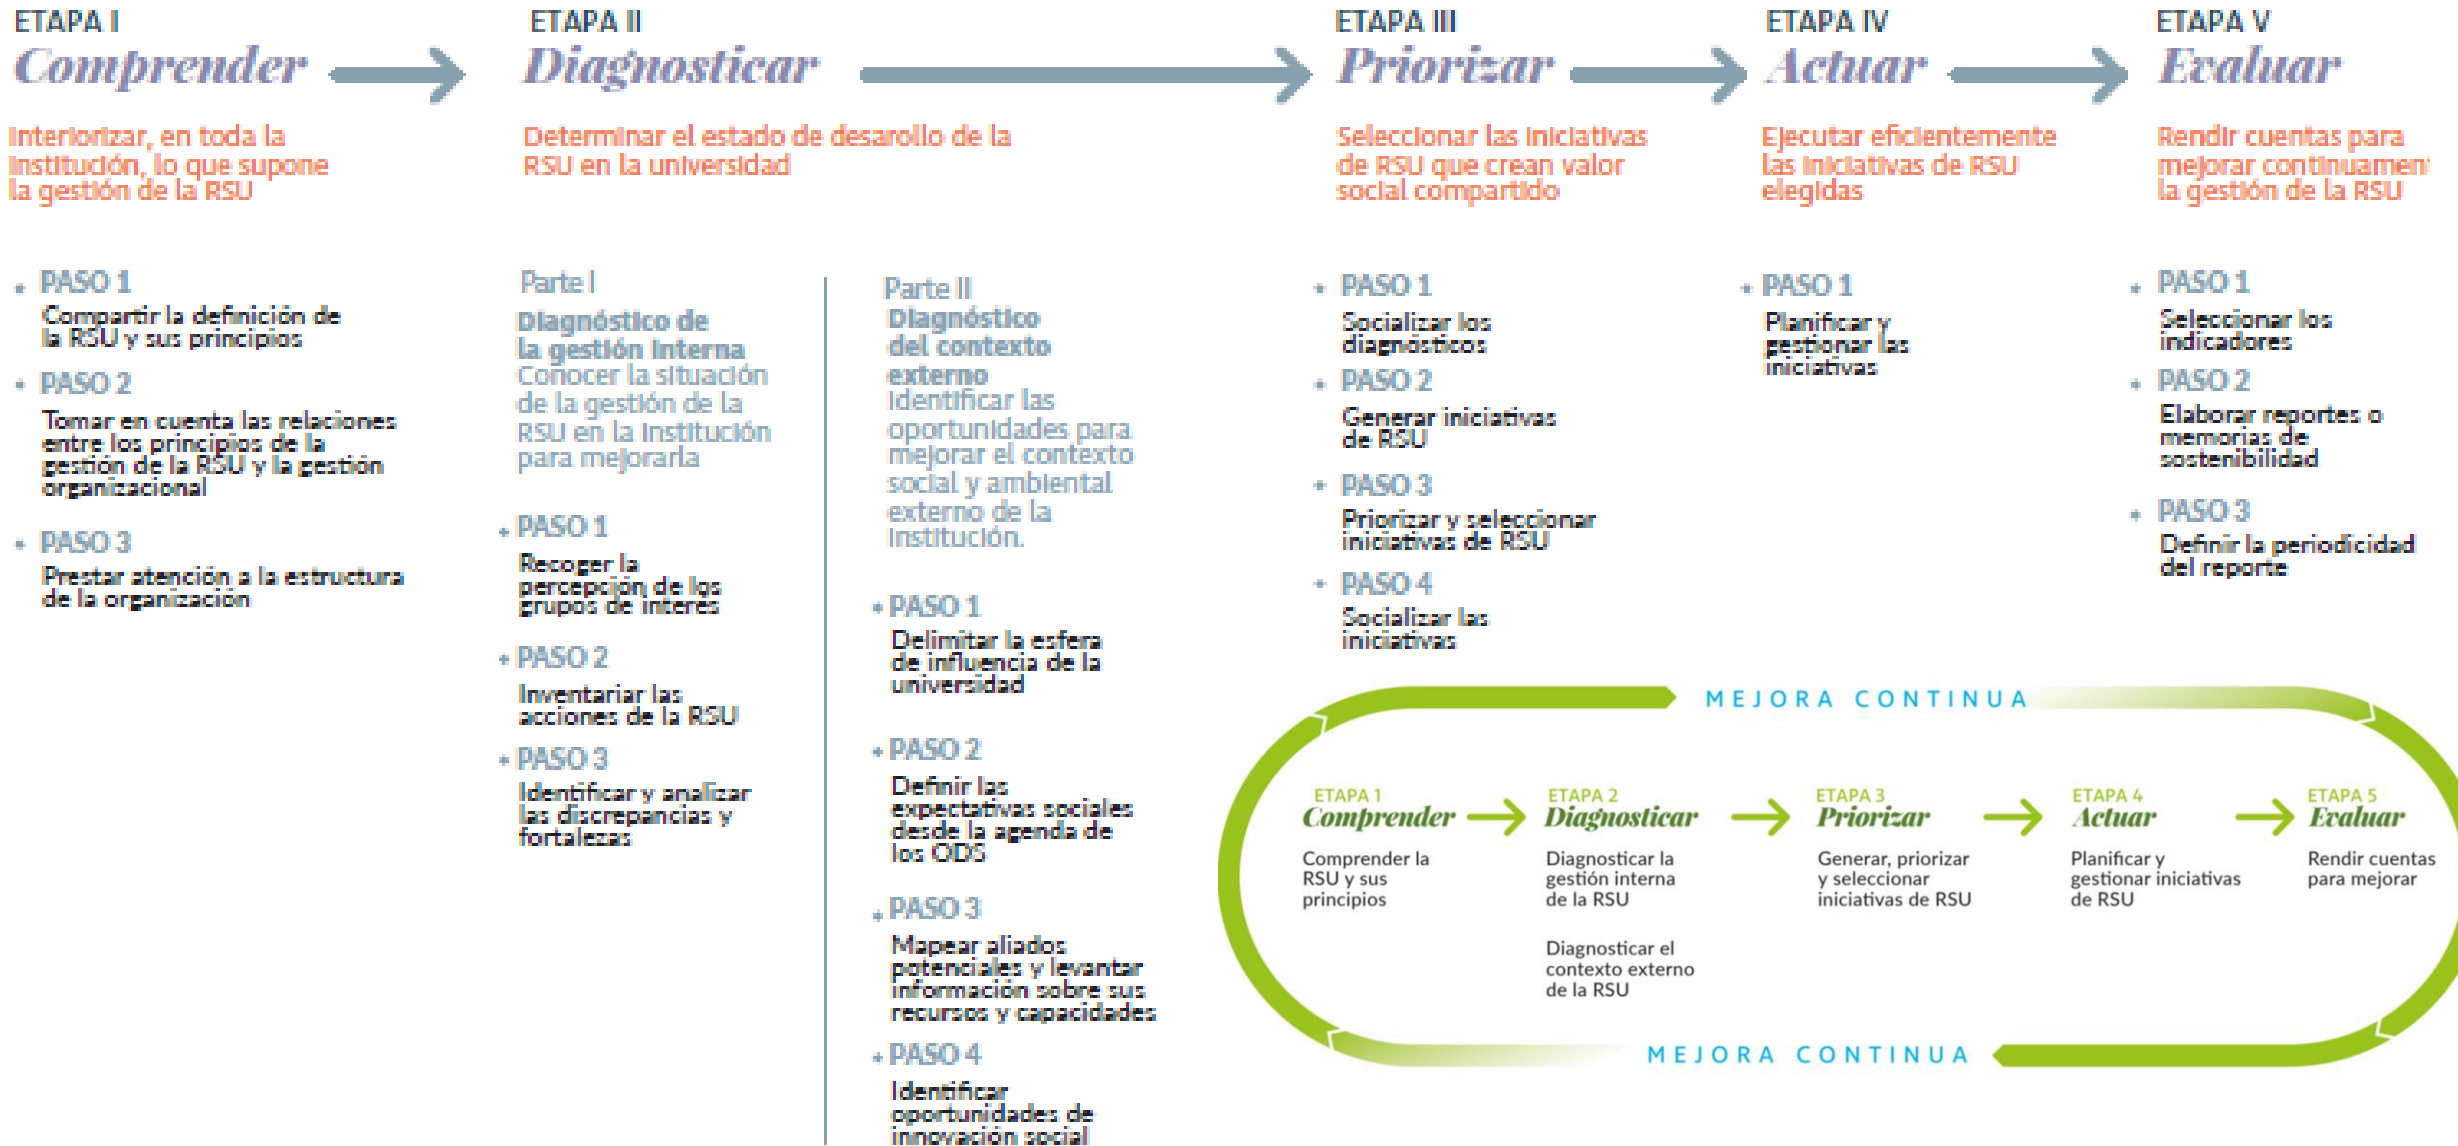 ETAPA I
Comprender
Interiorizar, en toda la
institución, lo que supone
la gestión de la RSU
PASO 1
Compartir la definición de
la RSU y sus principios
PASO 2
Tomar en cuenta las relaciones
entre los principios de la
gestión de la RSU y la gestión
organizacional
PASO 3
Prestar atención a la estructura
de la organización
ETAPA II
Diagnosticar
Determinar el estado de desarollo de la
RSU en la universidad
Parte I
Diagnóstico de
la gestión interna
Conocer la situación
de la gestión de la
RSU en la institución
para mejorarla
PASO 1
Recoger la
percepción de los
grupos de interés
PASO 2
Inventariar las
acciones de la RSU
PASO 3
Identificar y analizar
las discrepancias y
fortalezas
Parte II
Diagnóstico
del contexto
externo
Identificar las
oportunidades para
mejorar el contexto
social y ambiental
externo de la
institución.
PASO 1
Delimitar la esfera
de influencia de la
universidad
PASO 2
Definir las
expectativas sociales
desde la agenda de
los ODS
PASO 3
Mapear aliados
potenciales y levantar
información sobre sus
recursos y capacidades
PASO 4
Identificar
oportunidades de
innovación social
ETAPA III
Priorizar
Seleccionar las iniciativas
de RSU que crean valor
social compartido
PASO 1
Socializar los
diagnósticos
PASO 2
Generar iniciativas
de RSU
PASO 3
Priorizar y seleccionar
iniciativas de RSU
PASO 4
Socializar las
iniciativas
ETAPA IV
Actuar
Ejecutar eficientemente
las iniciativas de RSU
elegidas
PASO 1
Planificar y
gestionar las
iniciativas
ETAPA V
Evaluar
Rendir cuentas para
mejorar continuamen
la gestión de la RSU
PASO 1
Seleccionar los
indicadores
PASO 2
Elaborar reportes o
memorias de
sostenibilidad
PASO 3
Definir la periodicidad
del reporte
MEJORA CONTINUA
ETAPA 1
Comprender
Comprender la
RSU y sus
principios
ETAPA 2
Diagnosticar
Diagnosticar la
gestión interna
de la RSU
Diagnosticar el
contexto externo
de la RSU
ETAPA 3
Priorizar
Generar, priorizar
y seleccionar
iniciativas de RSU
ETAPA 4
Actuar
Planificar y
gestionar iniciativas
de RSU
ETAPA 5
Evaluar
Rendir cuentas
para mejorar
MEJORA CONTINUA